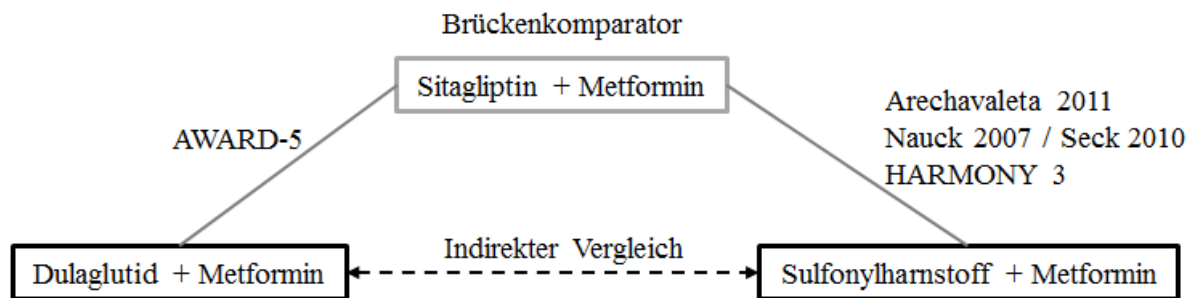 Brückenkomparator
Sitagliptin + Metformin
AWARD-5
Arechavaleta 2011
Nauck 2007 / Seck 2010
HARMONY 3
Indirekter Vergleich
Dulaglutid + Metformin
Sulfonylharnstoff + Metformin